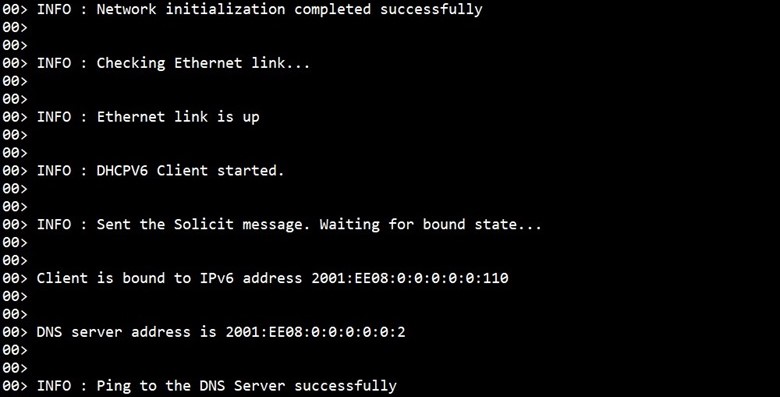 00> INFO : Network initialization completed successfully
00>
00>
00> INFO : Checking Ethernet link...
00>
00>
00> INFO : Ethernet link is up
00>
00>
00> INFO : DHCPV6 Client started.
00>
00>
00> INFO : Sent the Solicit message. Waiting for bound state...
00>
00>
00> Client is bound to IPv6 address 2001:EE08:0:0:0:0:0:110
00>
00>
00> DNS server address is 2001:EE08:0:0:0:0:0:2
00>
00>
00> INFO : Ping to the DNS Server successfully